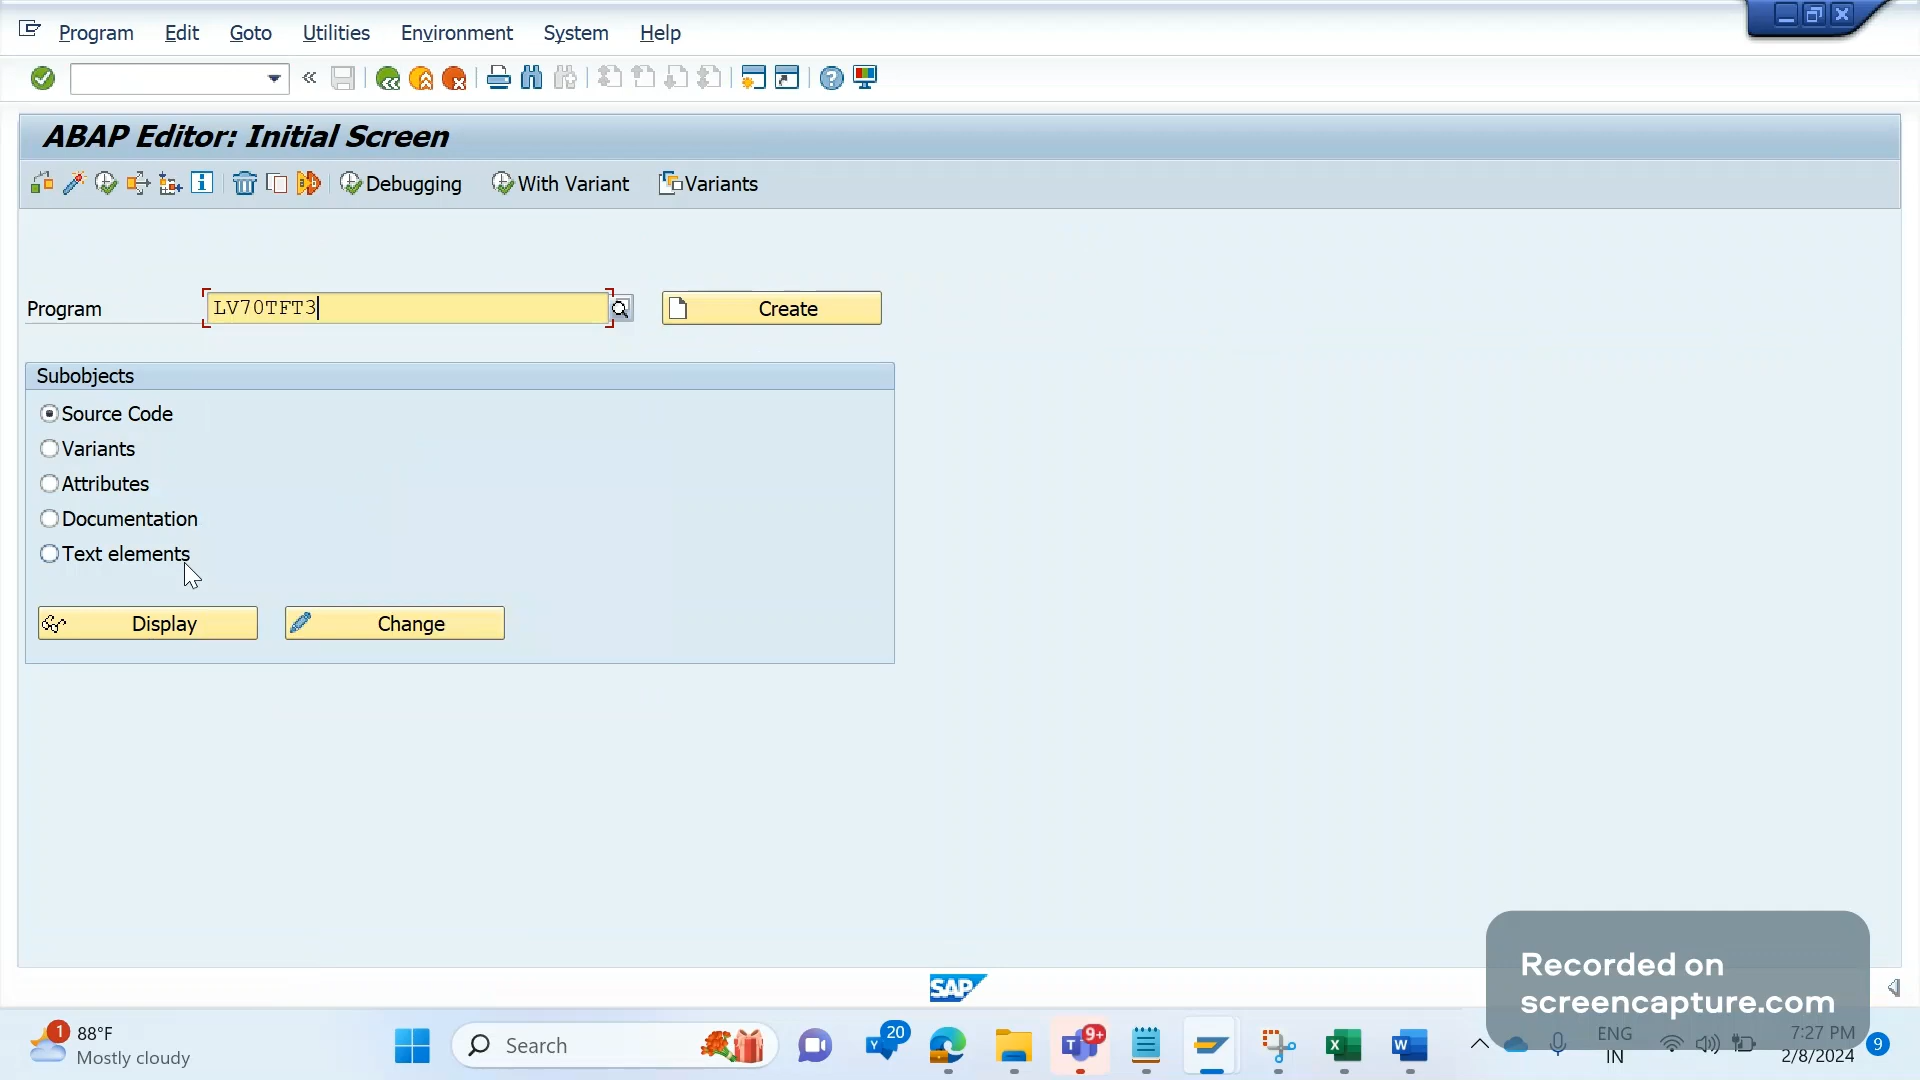 Program Edit Goto Utilities Environment System Help
ABAP Editor: Initial Screen
Debugging With Variant Variants
Program LV70TFT3 Create
Subobjects
Source Code
Variants
Attributes
Documentation
Text elements
Display Change
SAP
Recorded on
screencapture.com
1 88°F
Mostly cloudy
Search
Y 20
T 9+
X
W
ENG
IN
7:27 PM
2/8/2024
9